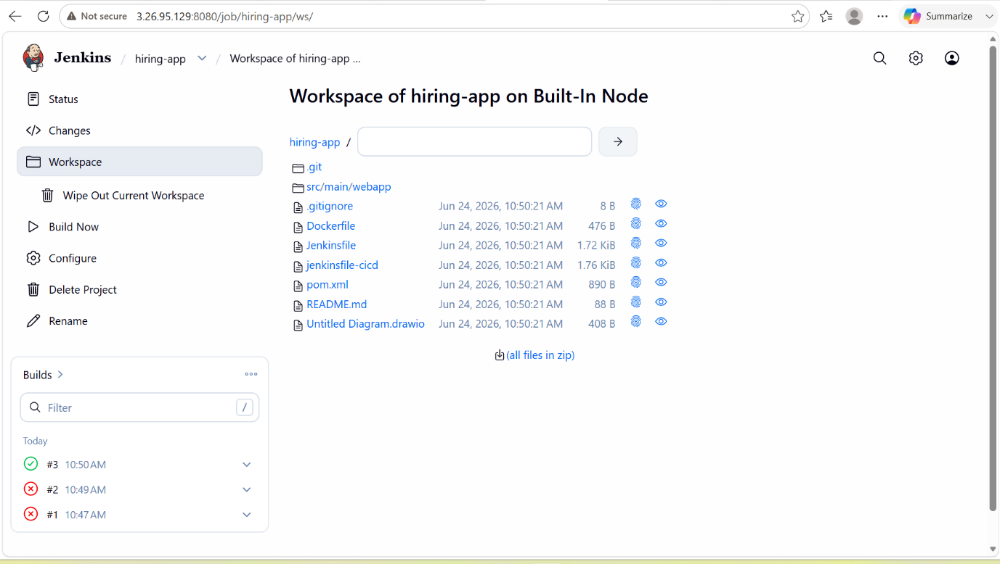 Not secure 3.26.95.129:8080/job/hiring-app/ws/ Summarize
Jenkins / hiring-app / Workspace of hiring-app ...
Status
Changes
Workspace
Wipe Out Current Workspace
Build Now
Configure
Delete Project
Rename
Builds
Filter /
Today
#3 10:50 AM
#2 10:49 AM
#1 10:47 AM
Workspace of hiring-app on Built-In Node
hiring-app /
.git
src/main/webapp
.gitignore Jun 24, 2026, 10:50:21 AM 8 B
Dockerfile Jun 24, 2026, 10:50:21 AM 476 B
Jenkinsfile Jun 24, 2026, 10:50:21 AM 1.72 KiB
jenkinsfile-cicd Jun 24, 2026, 10:50:21 AM 1.76 KiB
pom.xml Jun 24, 2026, 10:50:21 AM 890 B
README.md Jun 24, 2026, 10:50:21 AM 88 B
Untitled Diagram.drawio Jun 24, 2026, 10:50:21 AM 408 B
(all files in zip)